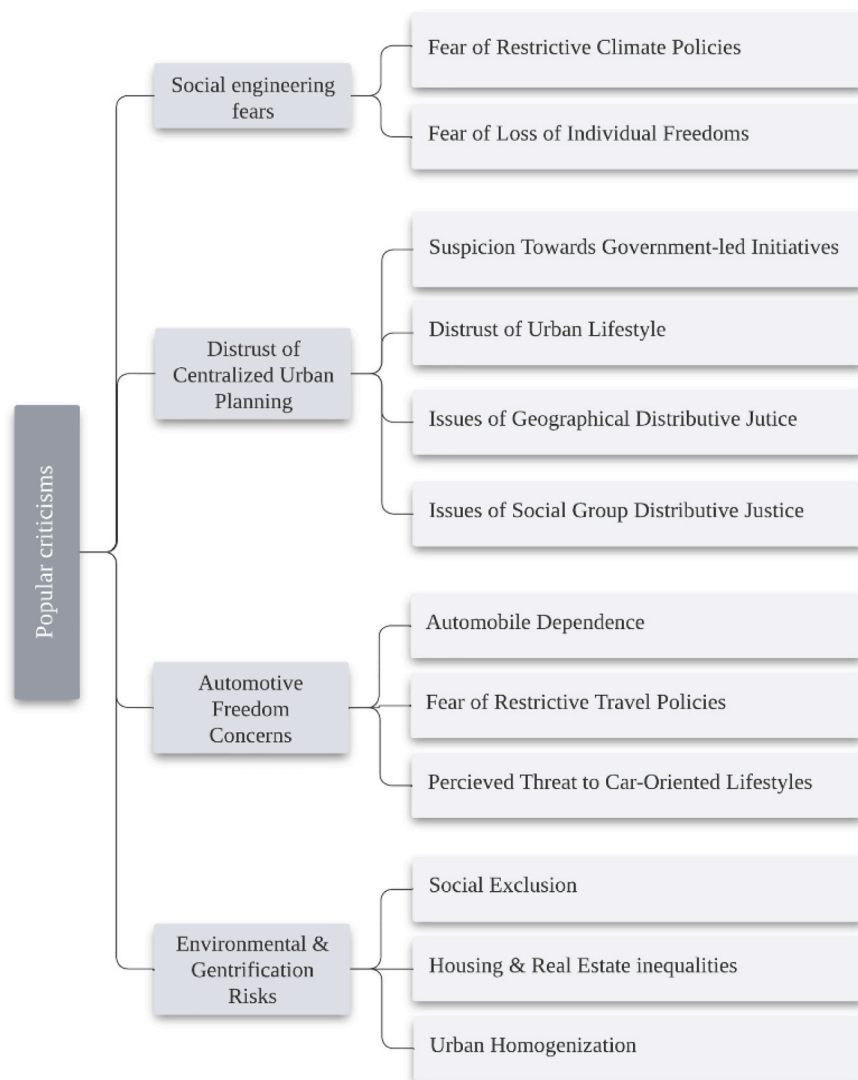 Popular criticisms
Social engineering
fears
Fear of Restrictive Climate Policies
Fear of Loss of Individual Freedoms
Distrust of
Centralized Urban
Planning
Suspicion Towards Government-led Initiatives
Distrust of Urban Lifestyle
Issues of Geographical Distributive Jutice
Issues of Social Group Distributive Justice
Automotive
Freedom
Concerns
Automobile Dependence
Fear of Restrictive Travel Policies
Percieved Threat to Car-Oriented Lifestyles
Environmental &
Gentrification
Risks
Social Exclusion
Housing & Real Estate inequalities
Urban Homogenization